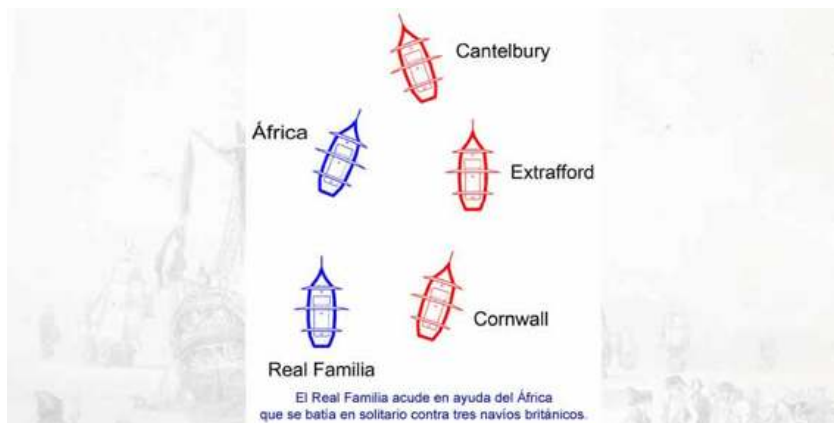 Cantelbury
África
Extrafford
Cornwall
Real Familia
El Real Familia acude en ayuda del África
que se batía en solitario contra tres navíos británicos.